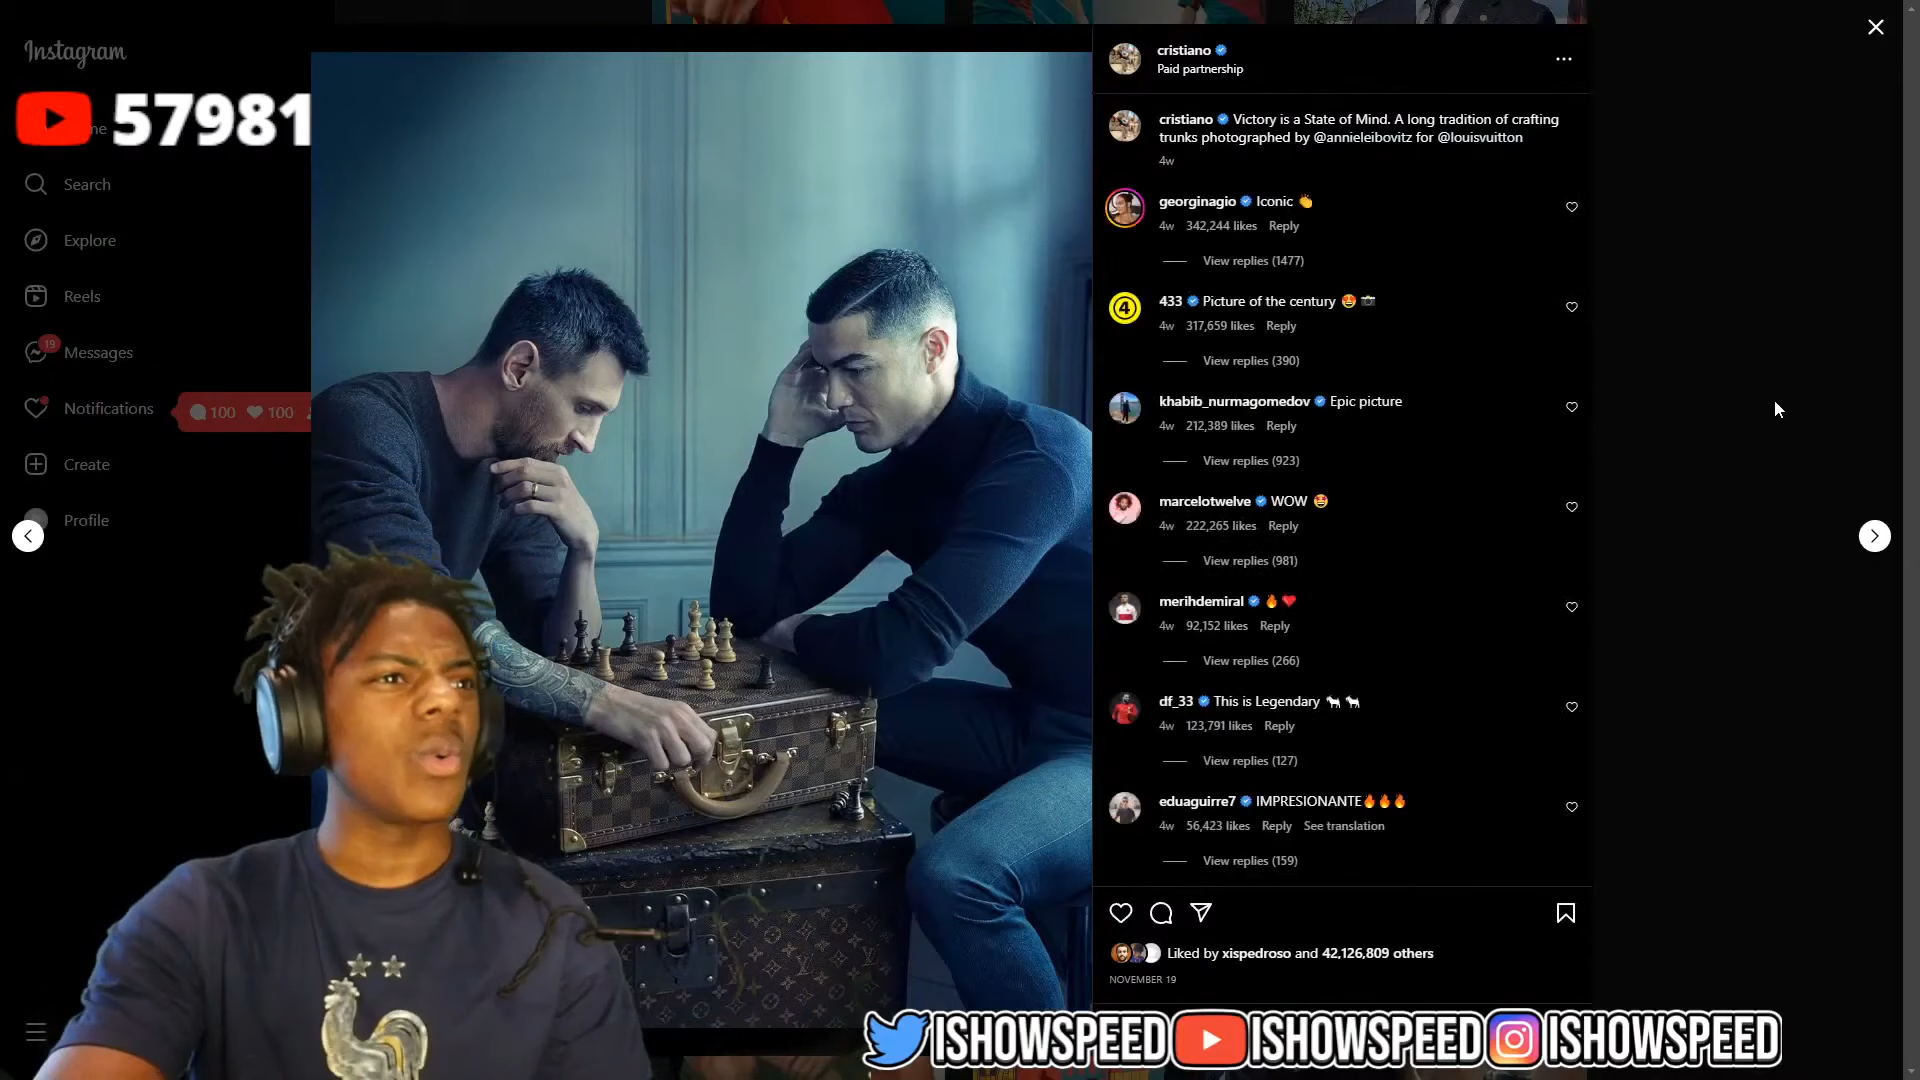 Instagram
57981
Search
Explore
Reels
19
Messages
Notifications
100 100
Create
Profile
cristiano
Paid partnership
cristiano Victory is a State of Mind. A long tradition of crafting
trunks photographed by @annieleibovitz for @louisvuitton
4w
georginagio Iconic 👏
4w 342,244 likes Reply
View replies (1477)
4
433 Picture of the century 🤩 📸
4w 317,659 likes Reply
View replies (390)
khabib_nurmagomedov Epic picture
4w 212,389 likes Reply
View replies (923)
marcelotwelve WOW 🤩
4w 222,265 likes Reply
View replies (981)
merihdemiral 🔥 ❤️
4w 92,152 likes Reply
View replies (266)
df_33 This is Legendary 🐐 🐐
4w 123,791 likes Reply
View replies (127)
eduaguirre7 IMPRESIONANTE🔥🔥🔥
4w 56,423 likes Reply See translation
View replies (159)
Liked by xispedroso and 42,126,809 others
NOVEMBER 19
ISHOWSPEED ISHOWSPEED ISHOWSPEED